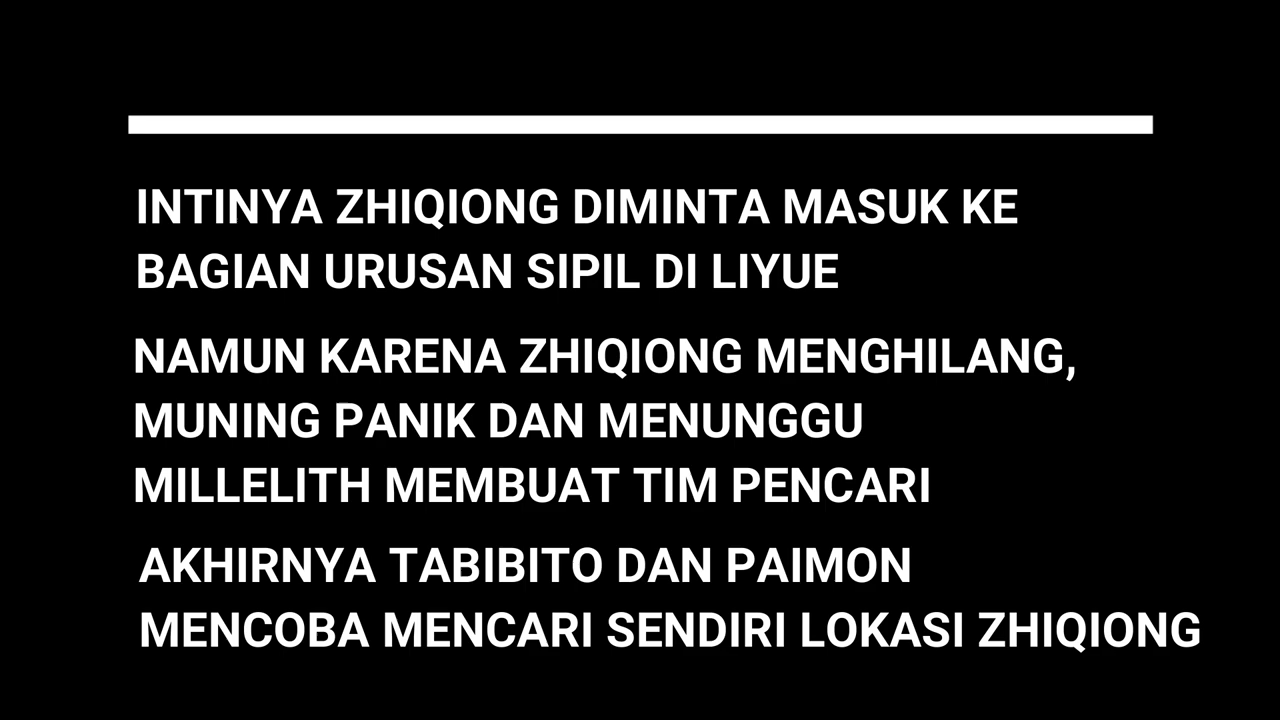 INTINYA ZHIQIONG DIMINTA MASUK KE
BAGIAN URUSAN SIPIL DI LIYUE
NAMUN KARENA ZHIQIONG MENGHILANG,
MUNING PANIK DAN MENUNGGU
MILLELITH MEMBUAT TIM PENCARI
AKHIRNYA TABIBITO DAN PAIMON
MENCOBA MENCARI SENDIRI LOKASI ZHIQIONG